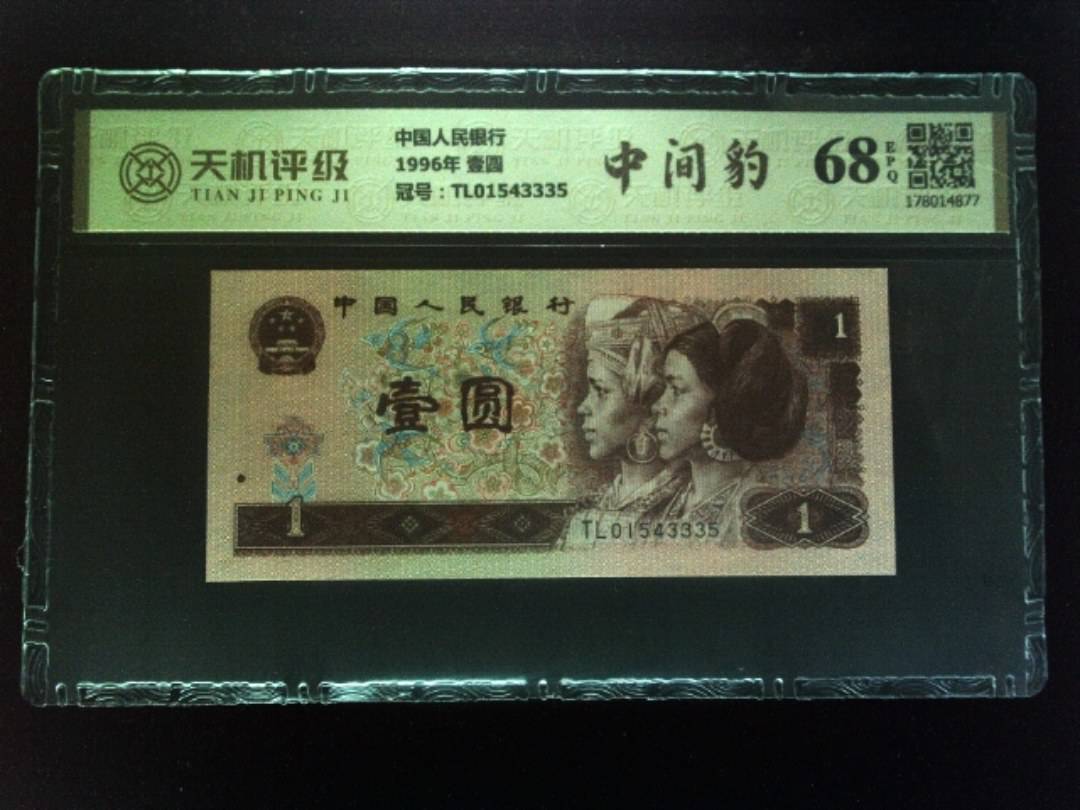 天机评级
TIAN JI PING JI
中国人民银行
1996年 壹圆
冠号：TL01543335
中间豹
68
EPQ
178014877
中国人民银行
1
壹圆
1
TL01543335
1